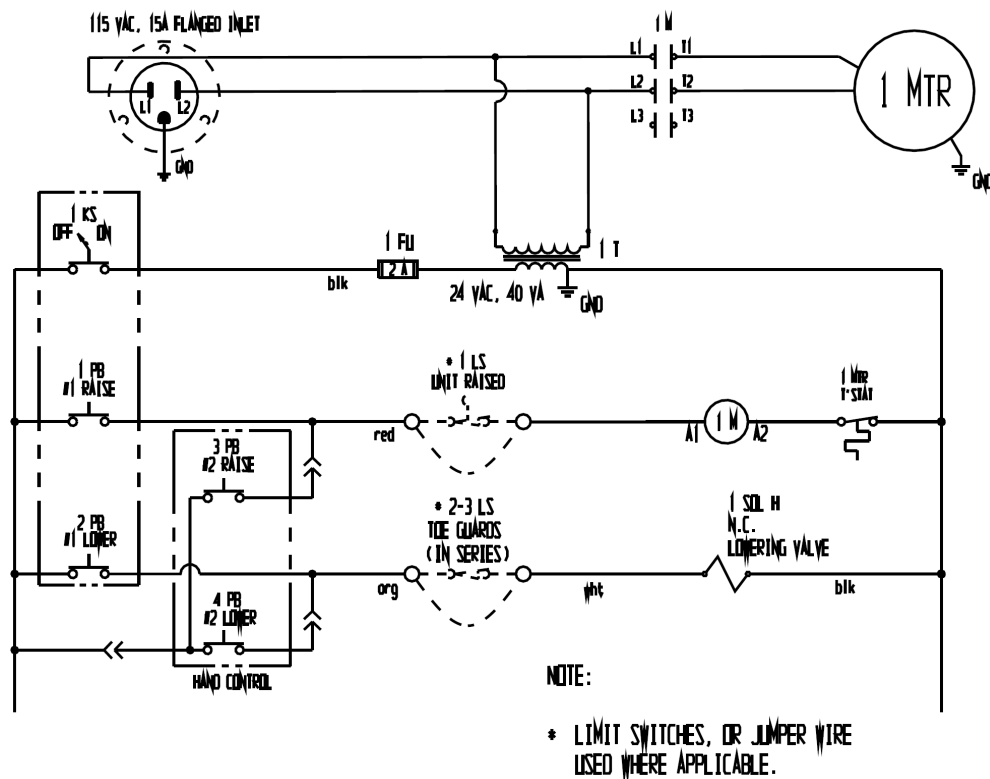 115 VAC, 15A FLANGED INLET
1 M
L1 T1
L2 T2
L3 T3
1 MTR
L1 L2
GND
GND
1 KS
OFF ON
1 FU
2 A
blk
1 T
24 VAC, 40 VA
GND
1 PB
#1 RAISE
* 1 LS
UNIT RAISED
1 MTR
T-STAT
red
A1 1 M A2
3 PB
#2 RAISE
2 PB
#1 LOWER
* 2-3 LS
TOE GUARDS
(IN SERIES)
1 SOL H
N.C.
LOWERING VALVE
org
wht
blk
4 PB
#2 LOWER
HAND CONTROL
NOTE:
* LIMIT SWITCHES, OR JUMPER WIRE
USED WHERE APPLICABLE.